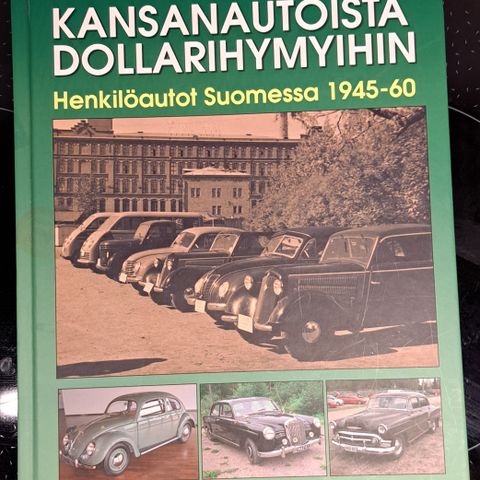 KANSANAUTOISTA
DOLLARIHYMYIHIN
Henkilöautot Suomessa 1945-60